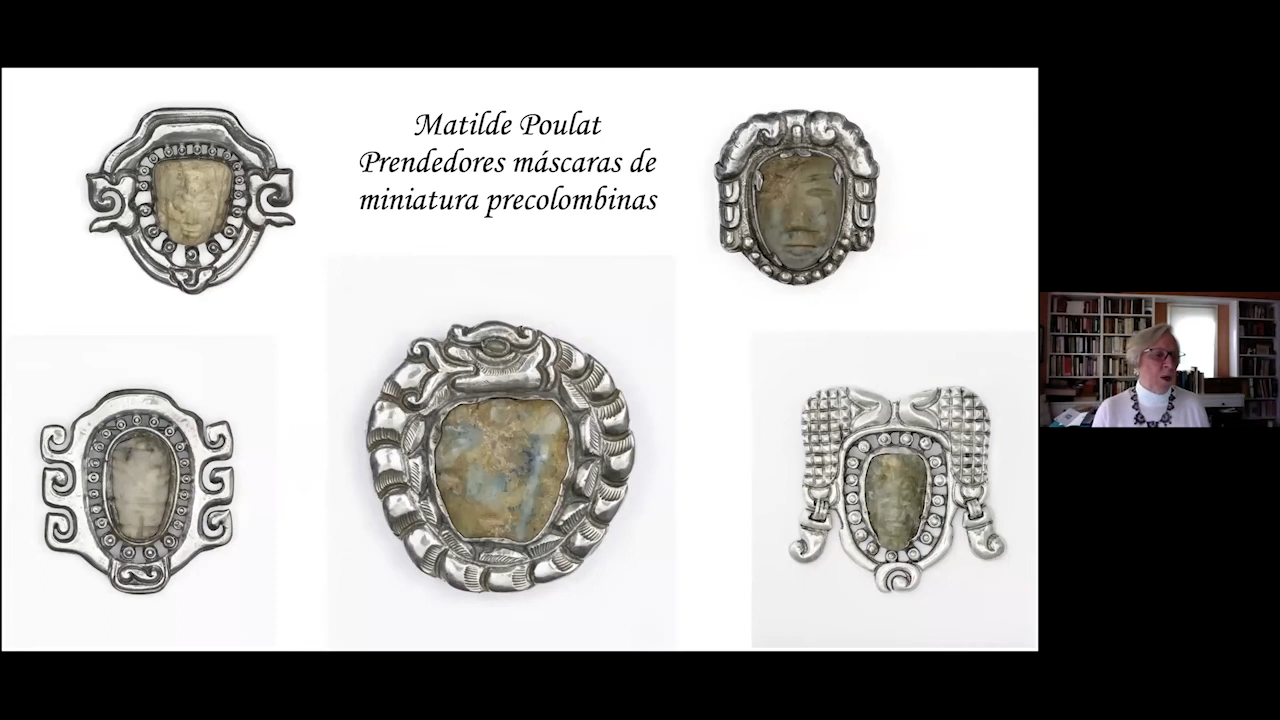 Matilde Poulat
Prendedores máscaras de
miniatura precolombinas